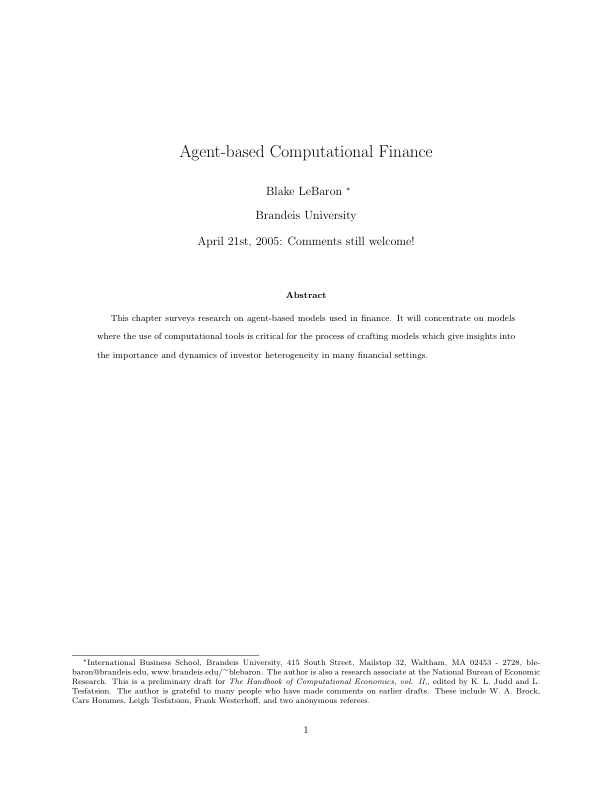 Agent-based Computational Finance
Blake LeBaron *
Brandeis University
April 21st, 2005: Comments still welcome!
Abstract
This chapter surveys research on agent-based models used in finance. It will concentrate on models
where the use of computational tools is critical for the process of crafting models which give insights into
the importance and dynamics of investor heterogeneity in many financial settings.
*International Business School, Brandeis University, 415 South Street, Mailstop 32, Waltham, MA 02453 - 2728, ble-
baron@brandeis.edu, www.brandeis.edu/~blebaron. The author is also a research associate at the National Bureau of Economic
Research. This is a preliminary draft for The Handbook of Computational Economics, vol. II,, edited by K. L. Judd and L.
Tesfatsion. The author is grateful to many people who have made comments on earlier drafts. These include W. A. Brock,
Cars Hommes, Leigh Tesfatsion, Frank Westerhoff, and two anonymous referees.
1